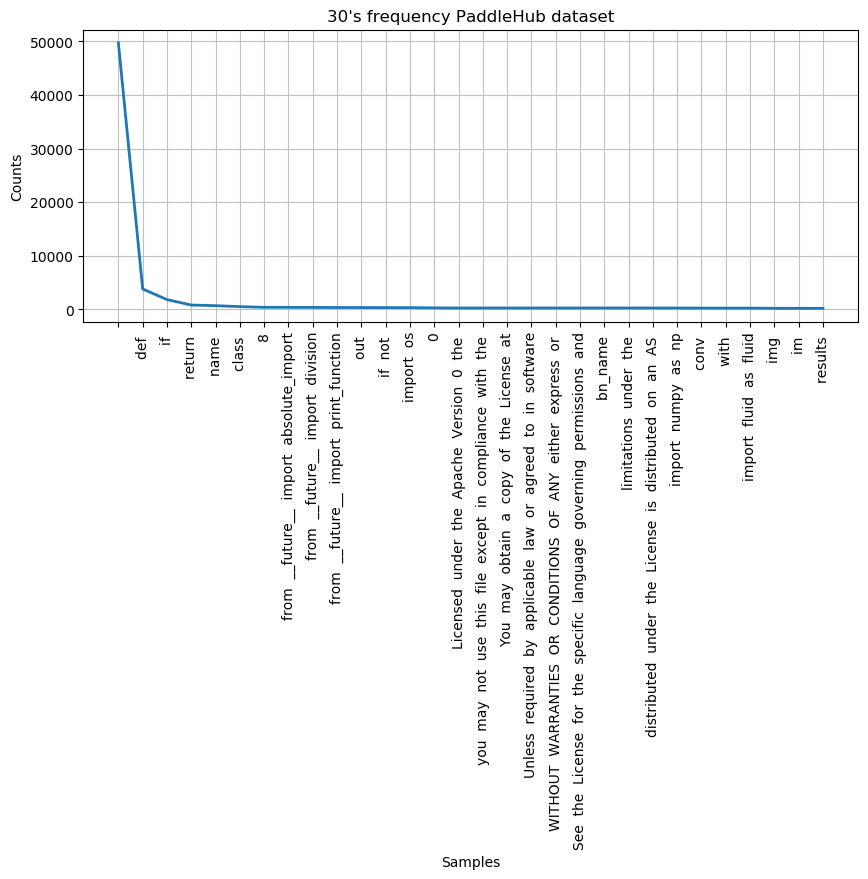 30's frequency PaddleHub dataset
Counts
50000
40000
30000
20000
10000
0
def
if
return
name
class
8
from __future__ import absolute_import
from __future__ import division
from __future__ import print_function
out
if not
import os
0
Licensed under the Apache Version 0 the
you may not use this file except in compliance with the
You may obtain a copy of the License at
Unless required by applicable law or agreed to in software
WITHOUT WARRANTIES OR CONDITIONS OF ANY either express or
See the License for the specific language governing permissions and
bn_name
limitations under the
distributed under the License is distributed on an AS
import numpy as np
conv
with
import fluid as fluid
img
im
results
Samples